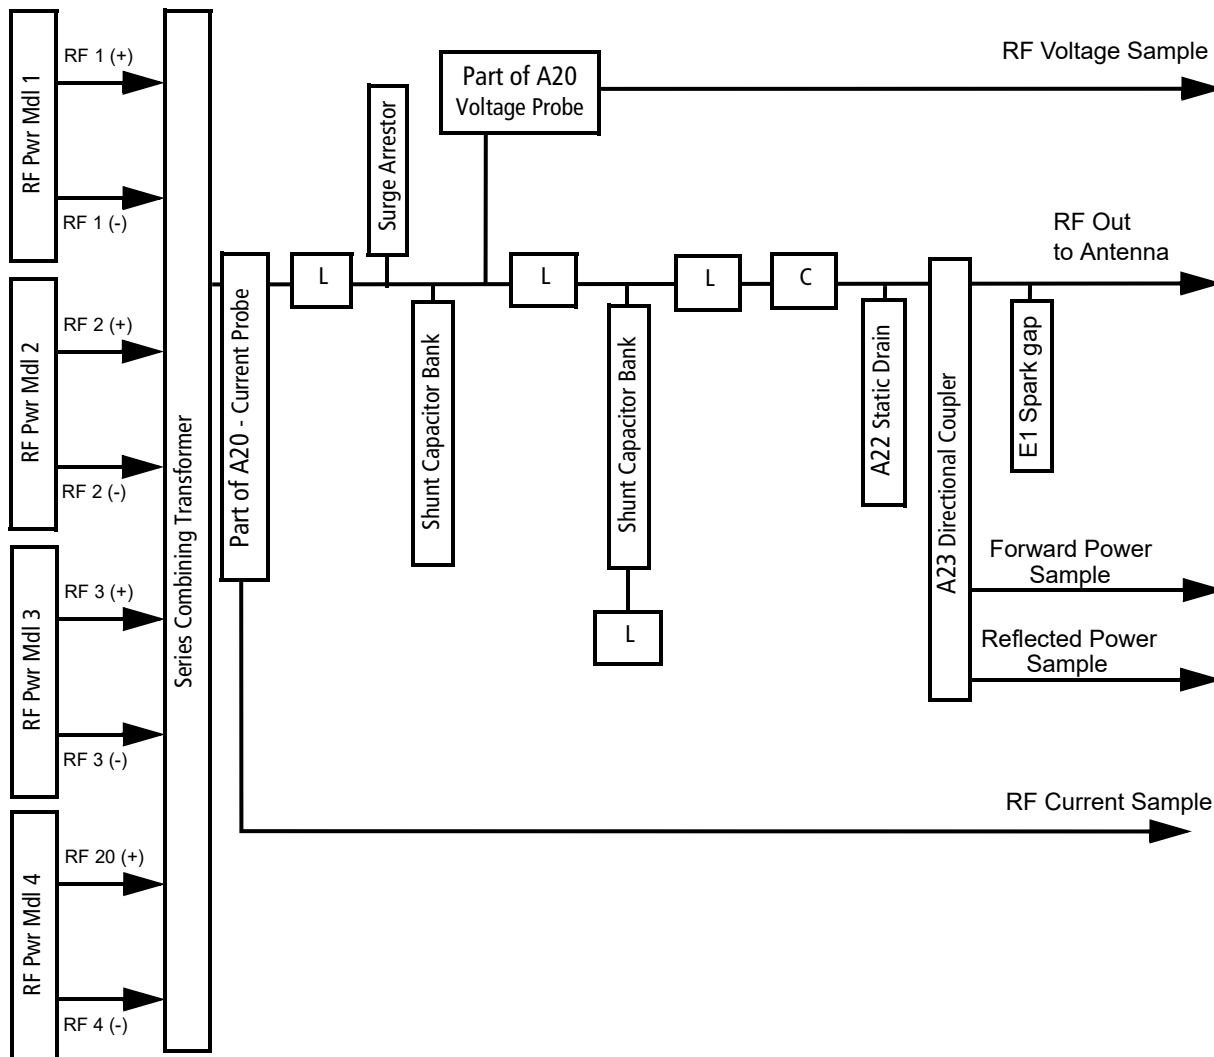 RF Pwr Mdl 1
RF 1 (+)
RF 1 (-)
RF Pwr Mdl 2
RF 2 (+)
RF 2 (-)
RF Pwr Mdl 3
RF 3 (+)
RF 3 (-)
RF Pwr Mdl 4
RF 20 (+)
RF 4 (-)
Series Combining Transformer
Part of A20 - Current Probe
L
Surge Arrestor
Shunt Capacitor Bank
Part of A20
Voltage Probe
L
Shunt Capacitor Bank
L
L
C
A22 Static Drain
A23 Directional Coupler
E1 Spark gap
RF Voltage Sample
RF Out
to Antenna
Forward Power
Sample
Reflected Power
Sample
RF Current Sample